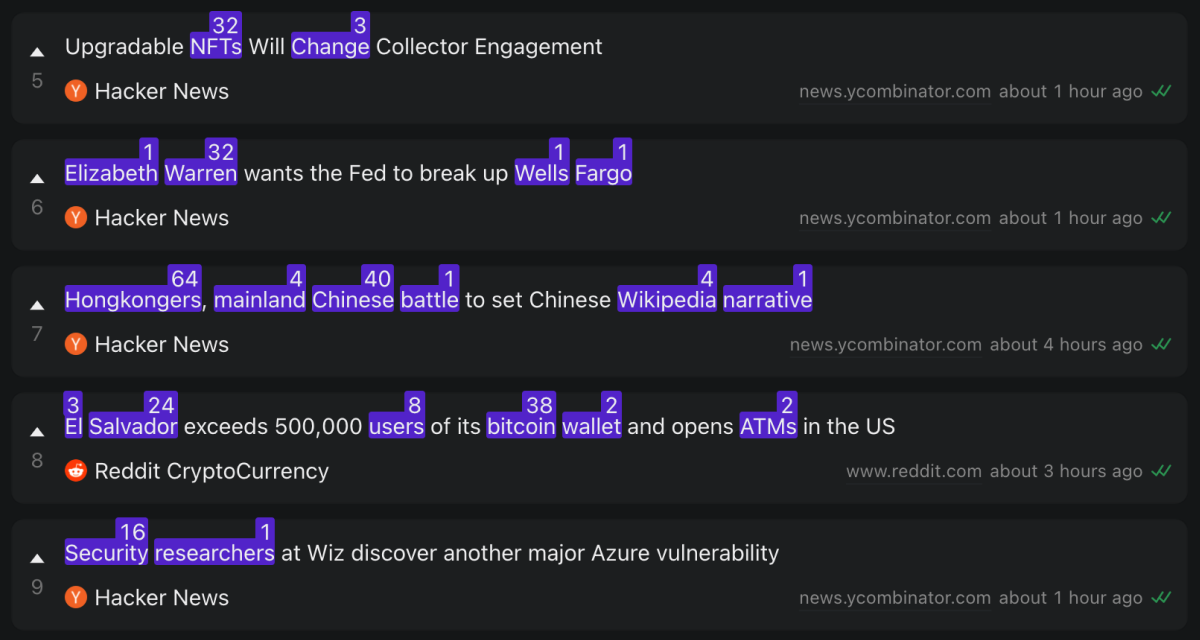 32 3
Upgradable NFTs Will Change Collector Engagement
5
Y Hacker News news.ycombinator.com about 1 hour ago
1 32 1 1
Elizabeth Warren wants the Fed to break up Wells Fargo
6
Y Hacker News news.ycombinator.com about 1 hour ago
64 4 40 1 4 1
Hongkongers, mainland Chinese battle to set Chinese Wikipedia narrative
7
Y Hacker News news.ycombinator.com about 4 hours ago
3 24 8 38 2 2
El Salvador exceeds 500,000 users of its bitcoin wallet and opens ATMs in the US
8
Reddit CryptoCurrency www.reddit.com about 3 hours ago
16 1
Security researchers at Wiz discover another major Azure vulnerability
9
Y Hacker News news.ycombinator.com about 1 hour ago